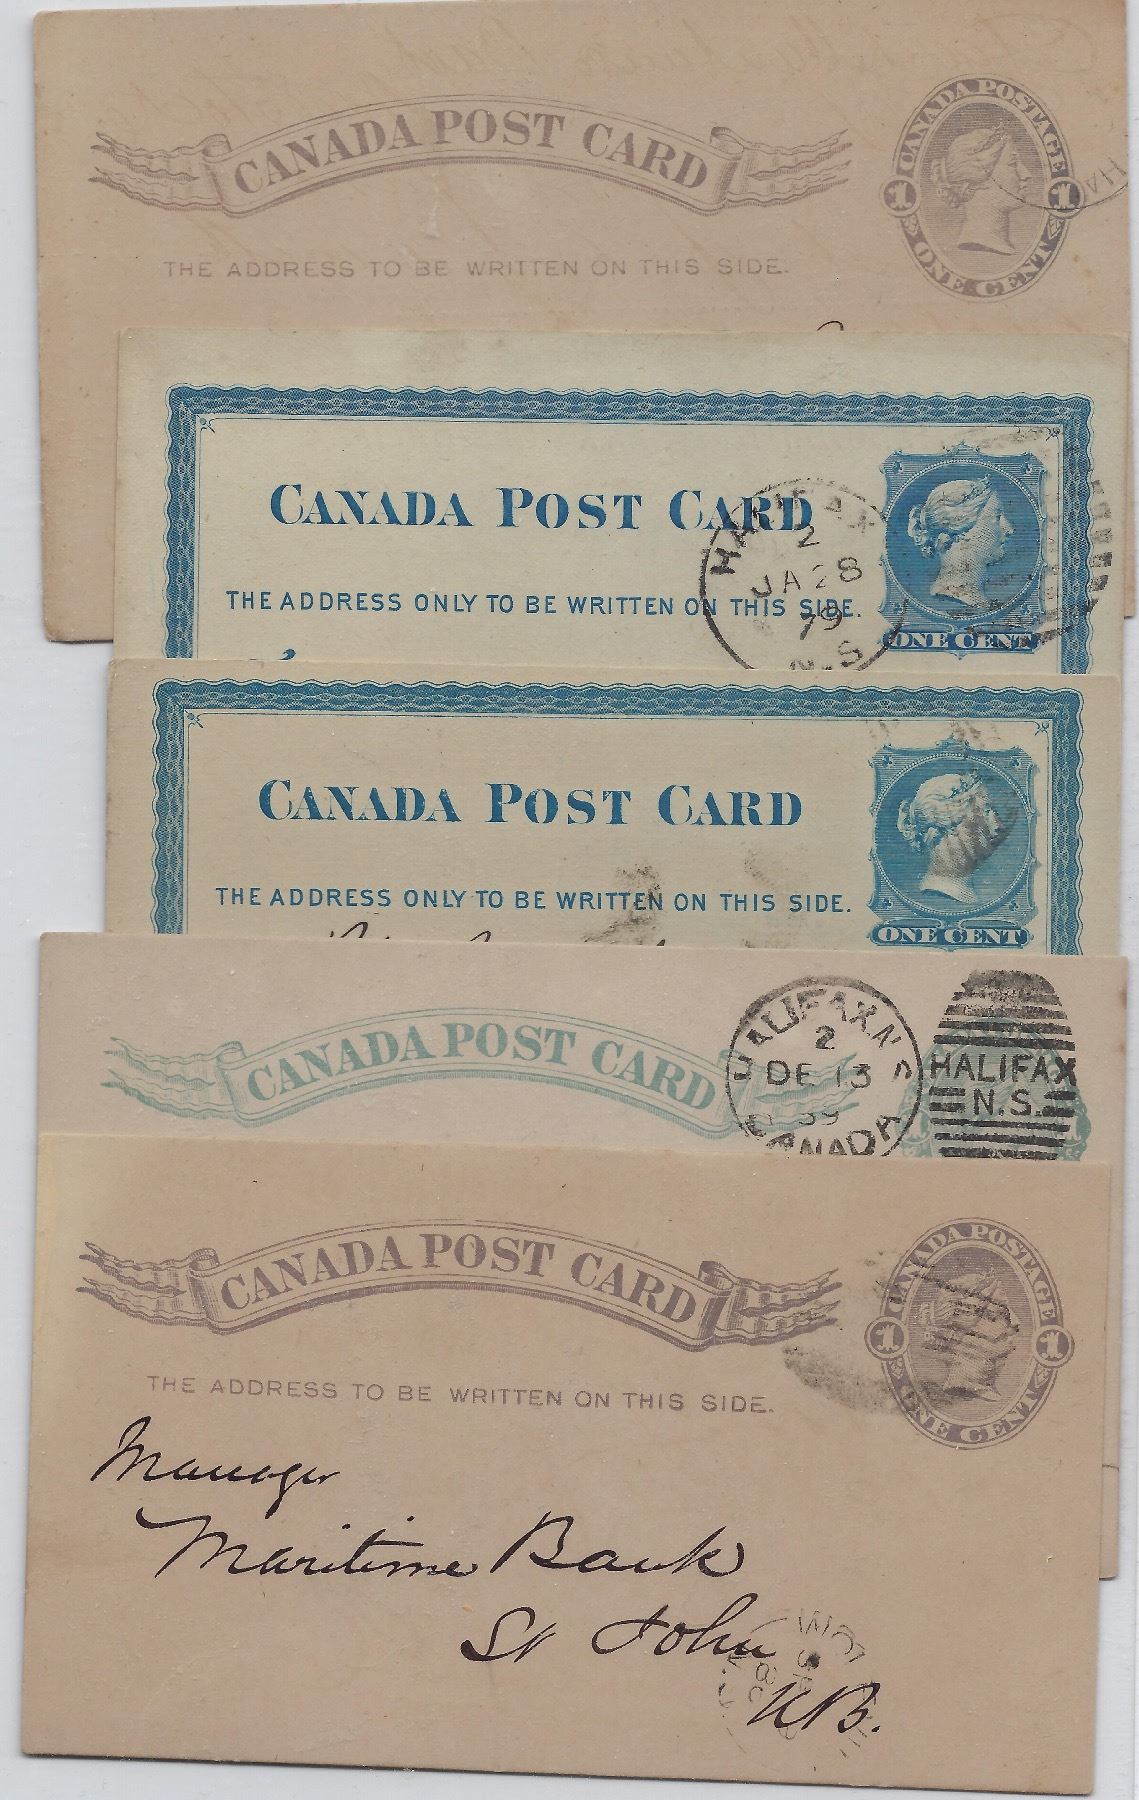 CANADA POST CARD
CANADA POSTAGE
1 1
ONE CENT
HA
THE ADDRESS TO BE WRITTEN ON THIS SIDE.
CANADA POST CARD
HALIFAX
2
JA 28
79
N.S
THE ADDRESS ONLY TO BE WRITTEN ON THIS SIDE.
ONE CENT
CANADA POST CARD
THE ADDRESS ONLY TO BE WRITTEN ON THIS SIDE.
ONE CENT
CANADA POST CARD
HALIFAX N.S
2
DE 13
CANADA
HALIFAX
N.S.
CANADA POST CARD
CANADA POSTAGE
1 1
ONE CENT
THE ADDRESS TO BE WRITTEN ON THIS SIDE.
Manager
Maritime Bank
St John
NB.